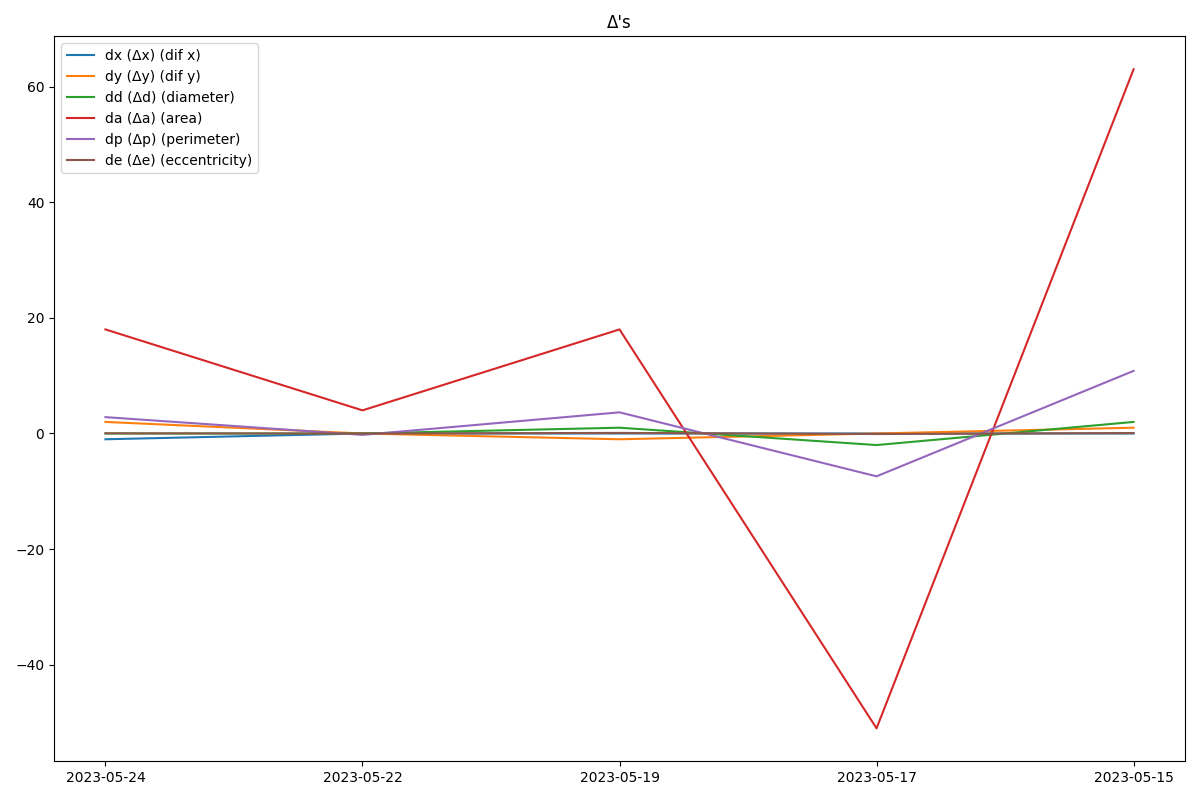 Δ's
dx (Δx) (dif x)
dy (Δy) (dif y)
dd (Δd) (diameter)
da (Δa) (area)
dp (Δp) (perimeter)
de (Δe) (eccentricity)
60
40
20
0
−20
−40
2023-05-24 2023-05-22 2023-05-19 2023-05-17 2023-05-15